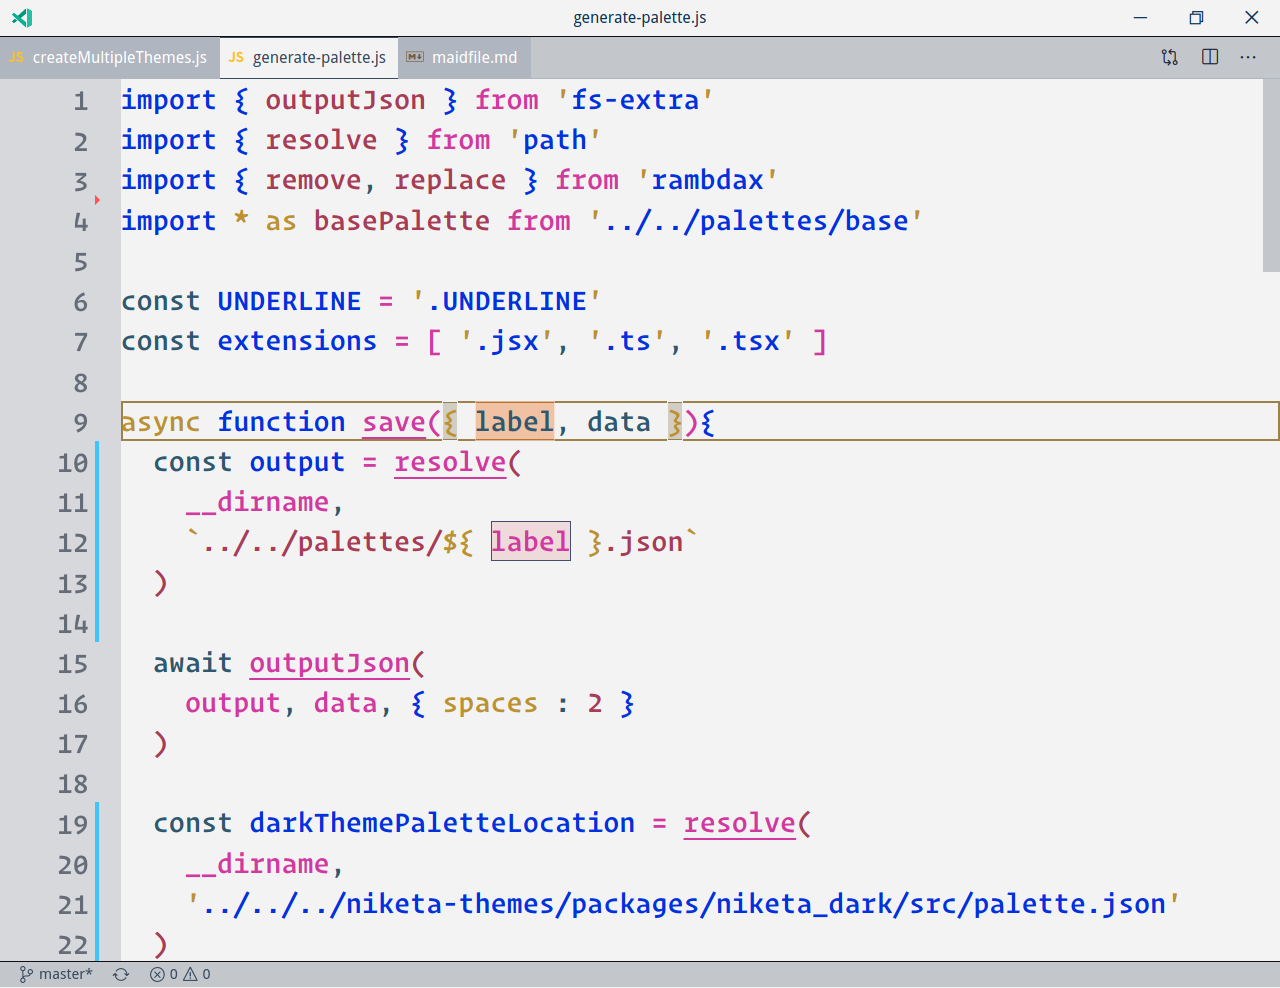 generate-palette.js
JS createMultipleThemes.js JS generate-palette.js maidfile.md
1 import { outputJson } from 'fs-extra'
2 import { resolve } from 'path'
3 import { remove, replace } from 'rambdax'
4 import * as basePalette from '../../palettes/base'
5
6 const UNDERLINE = '.UNDERLINE'
7 const extensions = [ '.jsx', '.ts', '.tsx' ]
8
9 async function save({ label, data }){
10   const output = resolve(
11     __dirname,
12     `../../palettes/${ label }.json`
13   )
14
15   await outputJson(
16     output, data, { spaces : 2 }
17   )
18
19   const darkThemePaletteLocation = resolve(
20     __dirname,
21     '../../../niketa-themes/packages/niketa_dark/src/palette.json'
22   )
master* 0 0